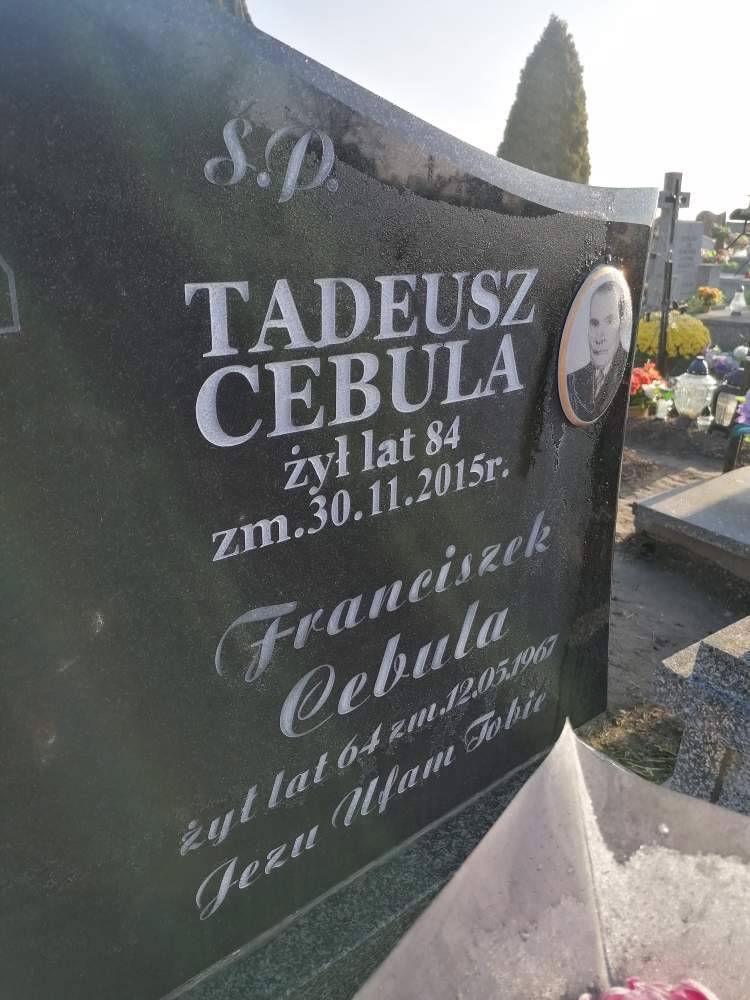 Ś.P.
TADEUSZ
CEBULA
żył lat 84
zm.30.11.2015r.
Franciszek
Cebula
żył lat 64 zm.12.05.1967
Jezu Ufam Tobie